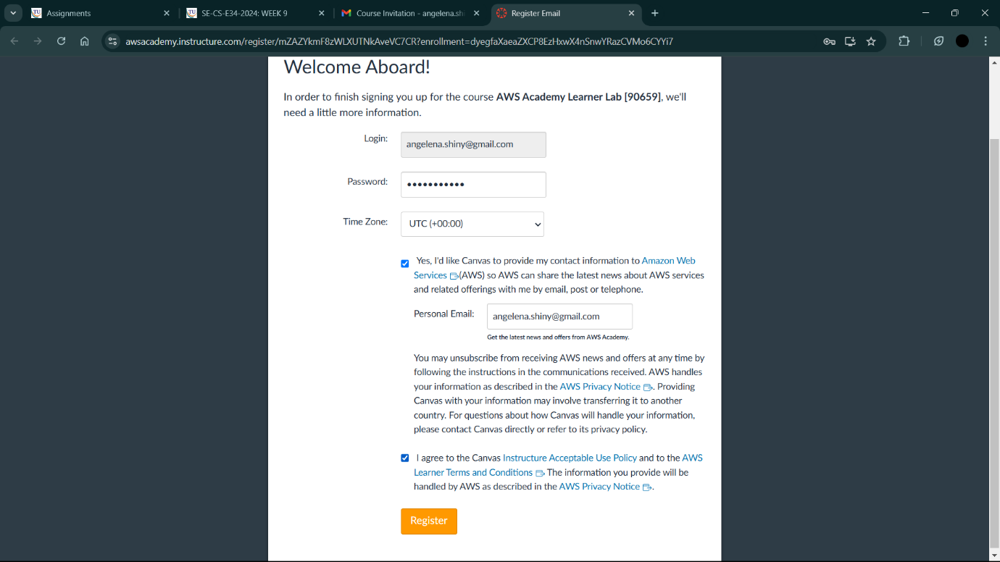 Assignments
SE-CS-E34-2024: WEEK 9
Course Invitation - angelena.shi
Register Email
awsacademy.instructure.com/register/mZAZYkmF8zWLXUTNkAveVC7CR?enrollment=dyegfaXaeaZXCP8EzHxwX4nSnwYRazCVMo6CYYi7
Welcome Aboard!
In order to finish signing you up for the course AWS Academy Learner Lab [90659], we'll
need a little more information.
Login:
angelena.shiny@gmail.com
Password:
•••••••••••
Time Zone:
UTC (+00:00)
Yes, I'd like Canvas to provide my contact information to Amazon Web
Services (AWS) so AWS can share the latest news about AWS services
and related offerings with me by email, post or telephone.
Personal Email:
angelena.shiny@gmail.com
Get the latest news and offers from AWS Academy.
You may unsubscribe from receiving AWS news and offers at any time by
following the instructions in the communications received. AWS handles
your information as described in the AWS Privacy Notice . Providing
Canvas with your information may involve transferring it to another
country. For questions about how Canvas will handle your information,
please contact Canvas directly or refer to its privacy policy.
I agree to the Canvas Instructure Acceptable Use Policy and to the AWS
Learner Terms and Conditions The information you provide will be
handled by AWS as described in the AWS Privacy Notice .
Register